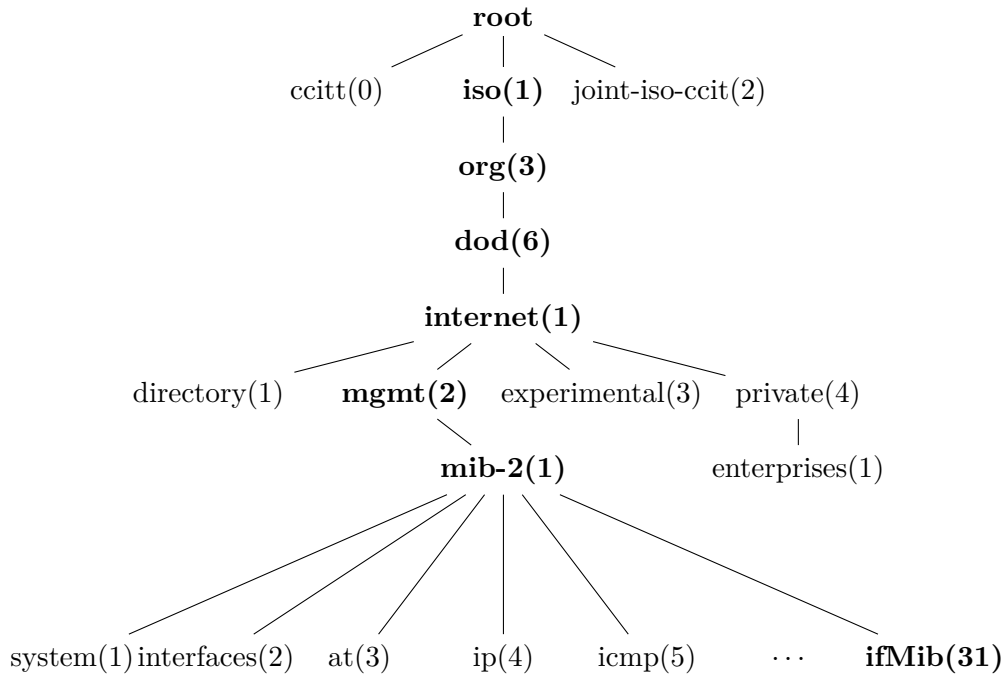 root
ccitt(0) iso(1) joint-iso-ccit(2)
org(3)
dod(6)
internet(1)
directory(1) mgmt(2) experimental(3) private(4)
mib-2(1) enterprises(1)
system(1) interfaces(2) at(3) ip(4) icmp(5) ... ifMib(31)